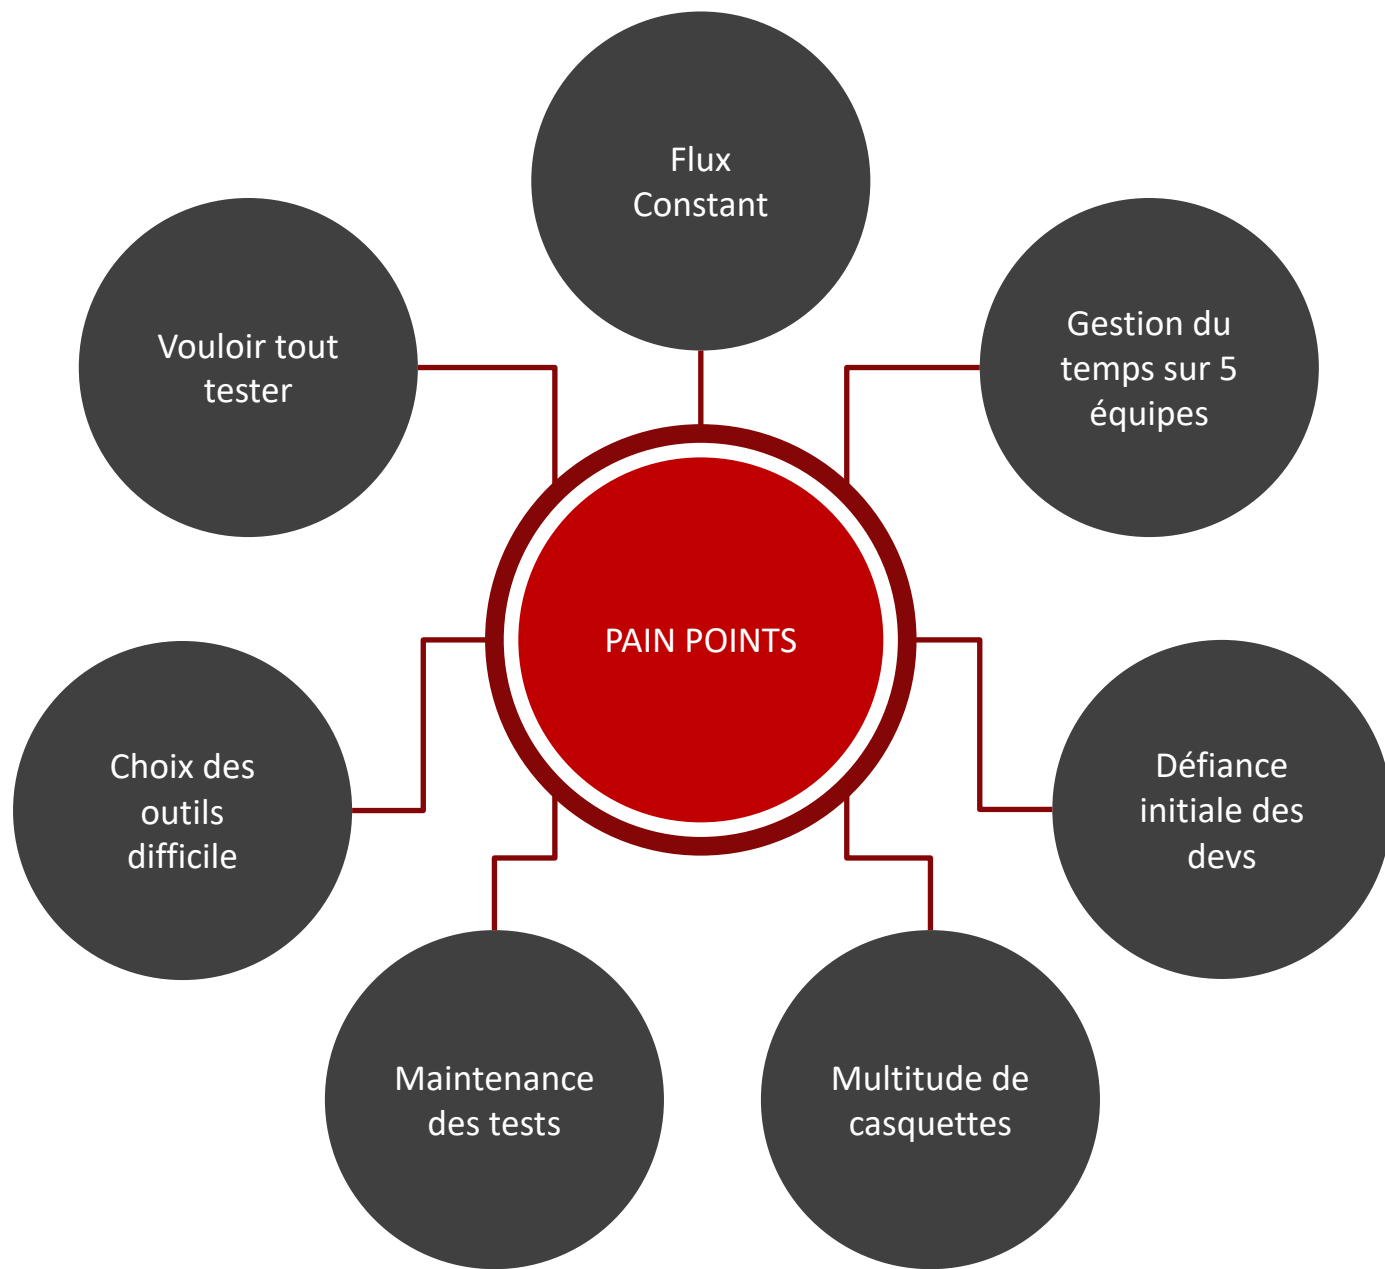 Flux
Constant
Gestion du
temps sur 5
équipes
Vouloir tout
tester
PAIN POINTS
Choix des
outils
difficile
Défiance
initiale des
devs
Maintenance
des tests
Multitude de
casquettes